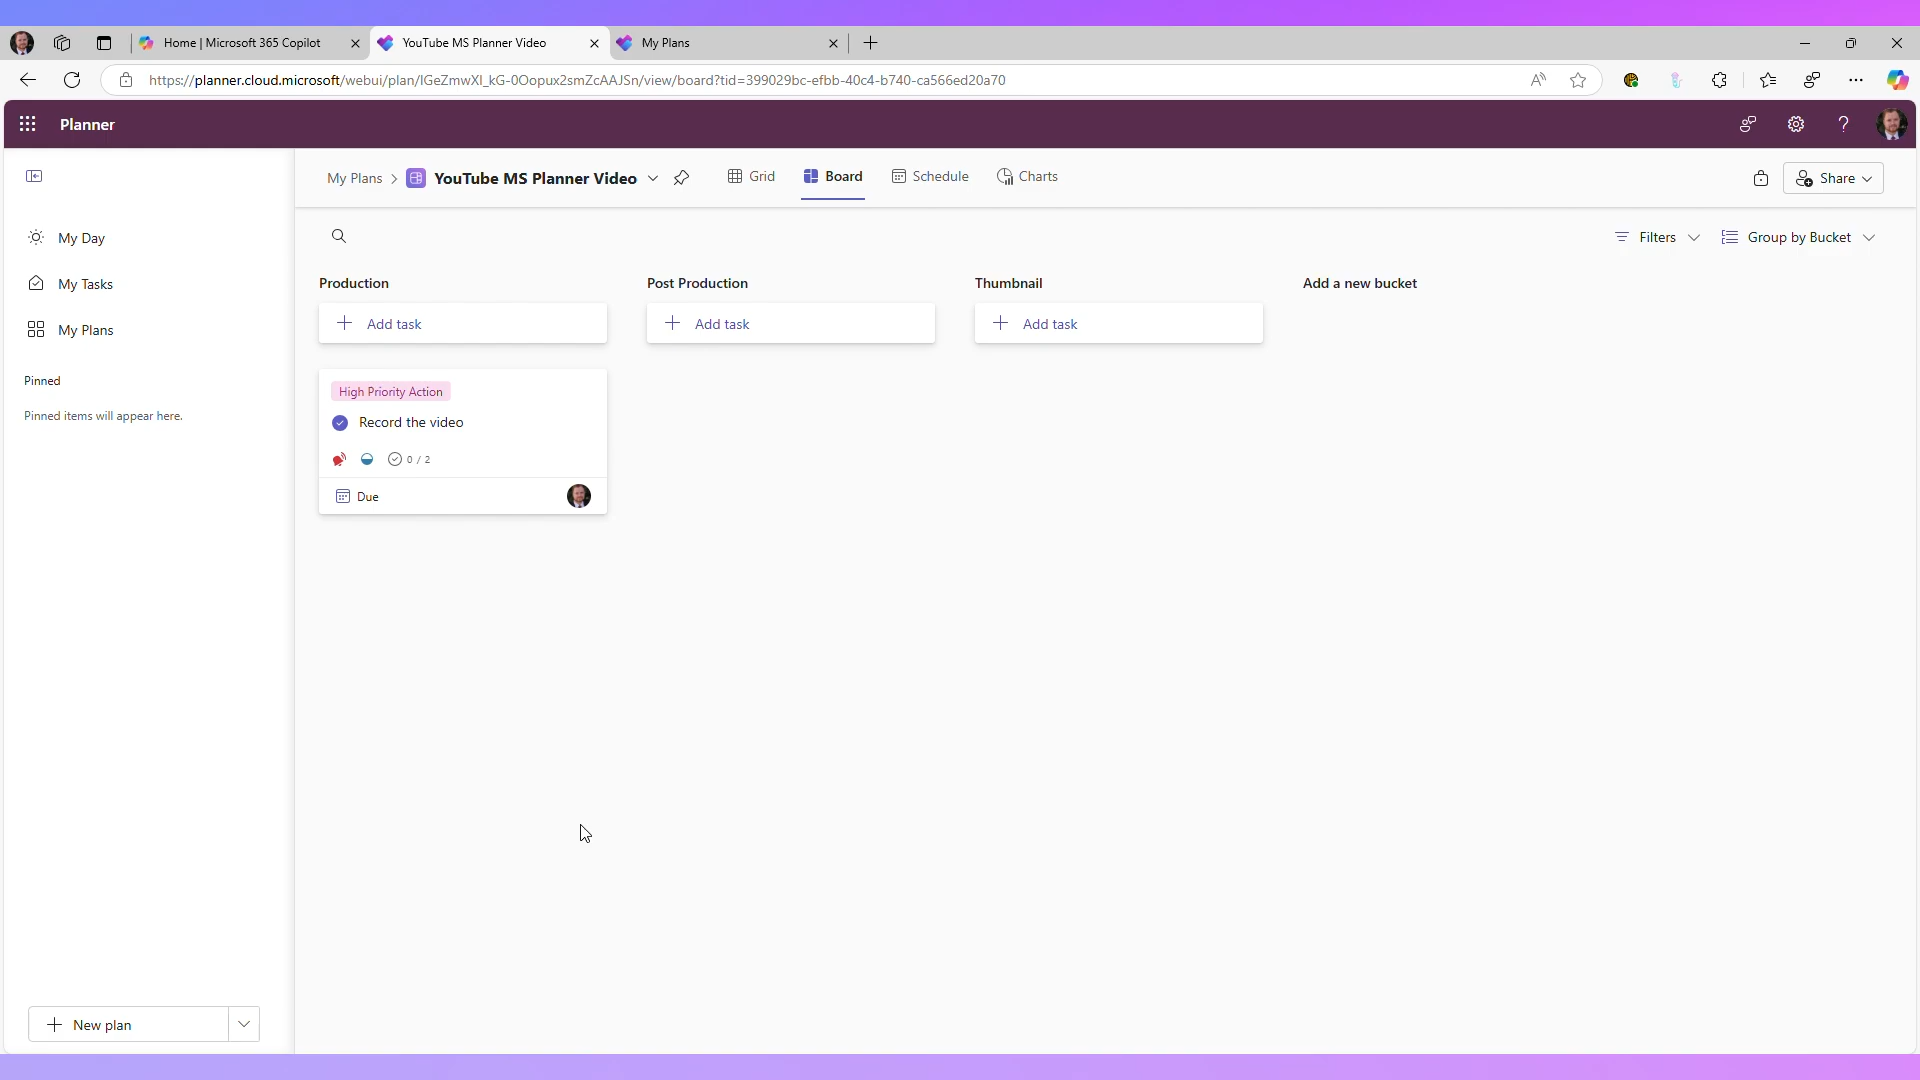 Home | Microsoft 365 Copilot
YouTube MS Planner Video
My Plans
https://planner.cloud.microsoft/webui/plan/IGeZmwXI_kG-0Oopux2smZcAAJSn/view/board?tid=399029bc-efbb-40c4-b740-ca566ed20a70
Planner
My Plans
YouTube MS Planner Video
Grid
Board
Schedule
Charts
Share
My Day
My Tasks
My Plans
Pinned
Pinned items will appear here.
Filters
Group by Bucket
Production
Post Production
Thumbnail
Add a new bucket
Add task
Add task
Add task
High Priority Action
Record the video
0 / 2
Due
New plan